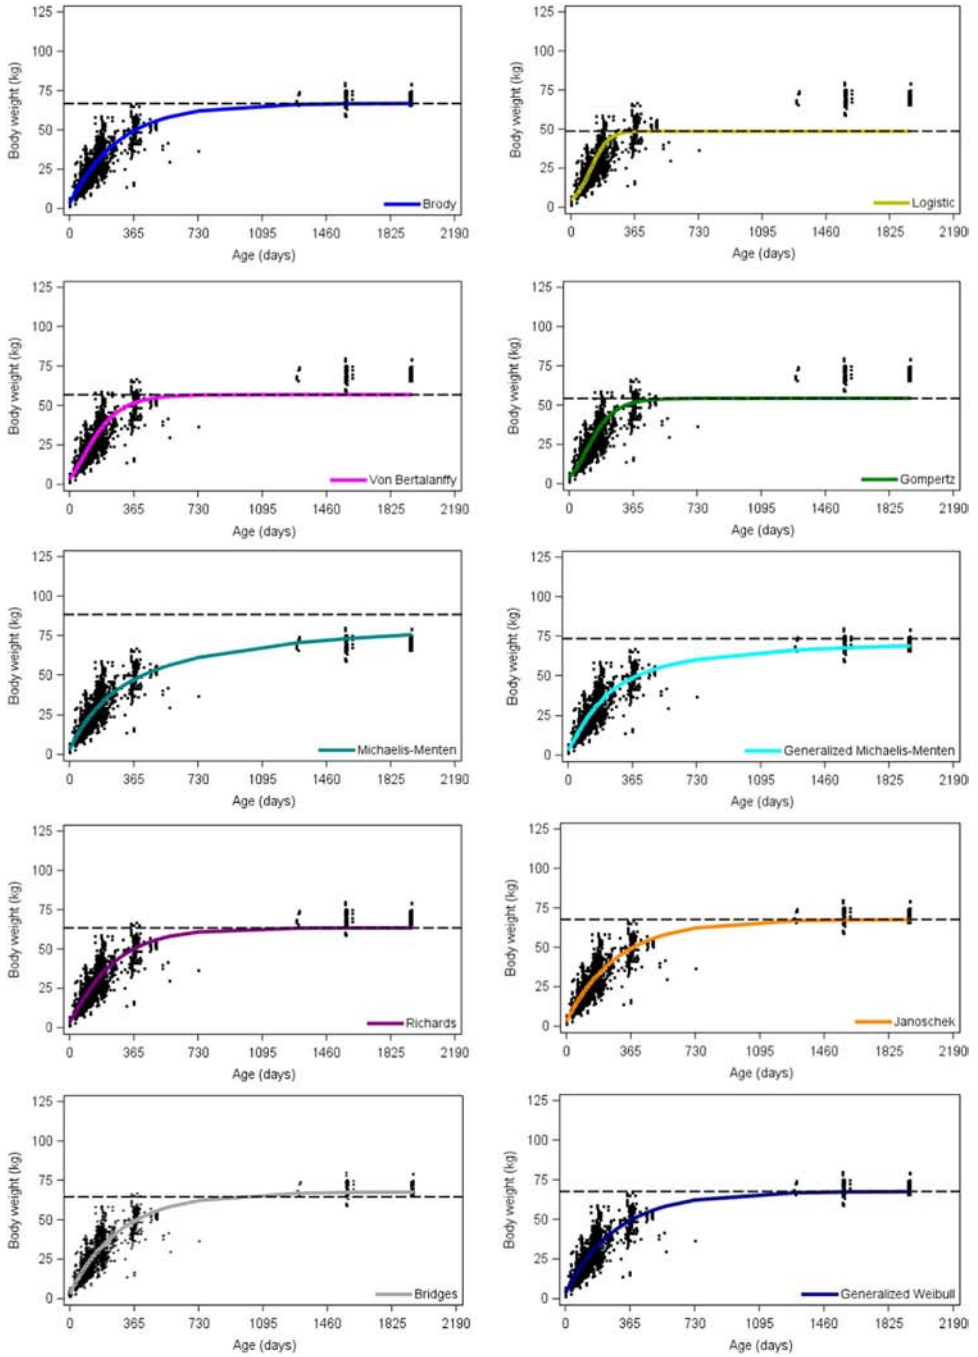 125
100
75
50
25
0
Body weight (kg)
Brody
0 365 730 1095 1460 1825 2190
Age (days)
125
100
75
50
25
0
Body weight (kg)
Logistic
0 365 730 1095 1460 1825 2190
Age (days)
125
100
75
50
25
0
Body weight (kg)
Von Bertalanffy
0 365 730 1095 1460 1825 2190
Age (days)
125
100
75
50
25
0
Body weight (kg)
Gompertz
0 365 730 1095 1460 1825 2190
Age (days)
125
100
75
50
25
0
Body weight (kg)
Michaelis-Menten
0 365 730 1095 1460 1825 2190
Age (days)
125
100
75
50
25
0
Body weight (kg)
Generalized Michaelis-Menten
0 365 730 1095 1460 1825 2190
Age (days)
125
100
75
50
25
0
Body weight (kg)
Richards
0 365 730 1095 1460 1825 2190
Age (days)
125
100
75
50
25
0
Body weight (kg)
Janoschek
0 365 730 1095 1460 1825 2190
Age (days)
125
100
75
50
25
0
Body weight (kg)
Bridges
0 365 730 1095 1460 1825 2190
Age (days)
125
100
75
50
25
0
Body weight (kg)
Generalized Weibull
0 365 730 1095 1460 1825 2190
Age (days)